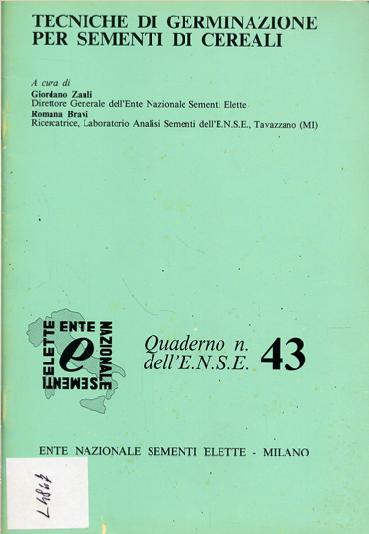 TECNICHE DI GERMINAZIONE
PER SEMENTI DI CEREALI
A cura di
Giordano Zauli
Direttore Generale dell'Ente Nazionale Sementi Elette
Romana Bravi
Ricercatrice, Laboratorio Analisi Sementi dell'E.N.S.E., Tavazzano (MI)
ENTE
NAZIONALE
SEMENTI
ELETTE
e
Quaderno n.
dell'E.N.S.E. 43
ENTE NAZIONALE SEMENTI ELETTE - MILANO